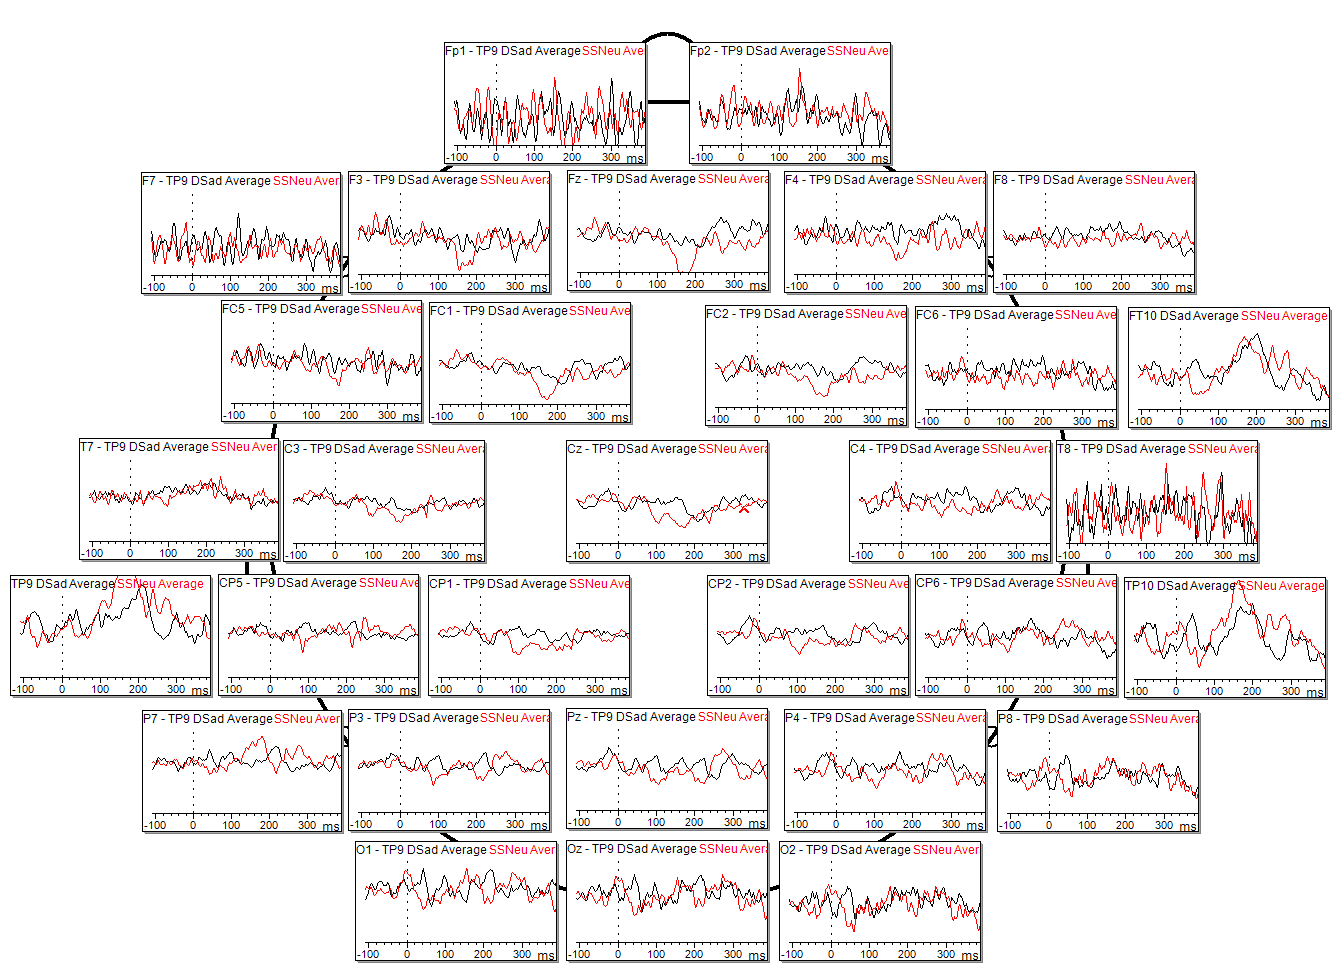 Fp1 - TP9 DSad Average SSNeu Ave
-100 0 100 200 300 ms
Fp2 - TP9 DSad Average SSNeu Ave
-100 0 100 200 300 ms
F7 - TP9 DSad Average SSNeu Aver
-100 0 100 200 300 ms
F3 - TP9 DSad Average SSNeu Avera
-100 0 100 200 300 ms
Fz - TP9 DSad Average SSNeu Avera
-100 0 100 200 300 ms
F4 - TP9 DSad Average SSNeu Avera
-100 0 100 200 300 ms
F8 - TP9 DSad Average SSNeu Avera
-100 0 100 200 300 ms
FC5 - TP9 DSad Average SSNeu Ave
-100 0 100 200 300 ms
FC1 - TP9 DSad Average SSNeu Ave
-100 0 100 200 300 ms
FC2 - TP9 DSad Average SSNeu Ave
-100 0 100 200 300 ms
FC6 - TP9 DSad Average SSNeu Ave
-100 0 100 200 300 ms
FT10 DSad Average SSNeu Average
-100 0 100 200 300 ms
T7 - TP9 DSad Average SSNeu Aver
-100 0 100 200 300 ms
C3 - TP9 DSad Average SSNeu Aver
-100 0 100 200 300 ms
Cz - TP9 DSad Average SSNeu Aver
-100 0 100 200 300 ms
C4 - TP9 DSad Average SSNeu Aver
-100 0 100 200 300 ms
T8 - TP9 DSad Average SSNeu Aver
-100 0 100 200 300 ms
TP9 DSad Average SSNeu Average
-100 0 100 200 300 ms
CP5 - TP9 DSad Average SSNeu Ave
-100 0 100 200 300 ms
CP1 - TP9 DSad Average SSNeu Ave
-100 0 100 200 300 ms
CP2 - TP9 DSad Average SSNeu Ave
-100 0 100 200 300 ms
CP6 - TP9 DSad Average SSNeu Ave
-100 0 100 200 300 ms
TP10 DSad Average SSNeu Average
-100 0 100 200 300 ms
P7 - TP9 DSad Average SSNeu Aver
-100 0 100 200 300 ms
P3 - TP9 DSad Average SSNeu Avera
-100 0 100 200 300 ms
Pz - TP9 DSad Average SSNeu Avera
-100 0 100 200 300 ms
P4 - TP9 DSad Average SSNeu Avera
-100 0 100 200 300 ms
P8 - TP9 DSad Average SSNeu Avera
-100 0 100 200 300 ms
O1 - TP9 DSad Average SSNeu Aver
-100 0 100 200 300 ms
Oz - TP9 DSad Average SSNeu Aver
-100 0 100 200 300 ms
O2 - TP9 DSad Average SSNeu Aver
-100 0 100 200 300 ms